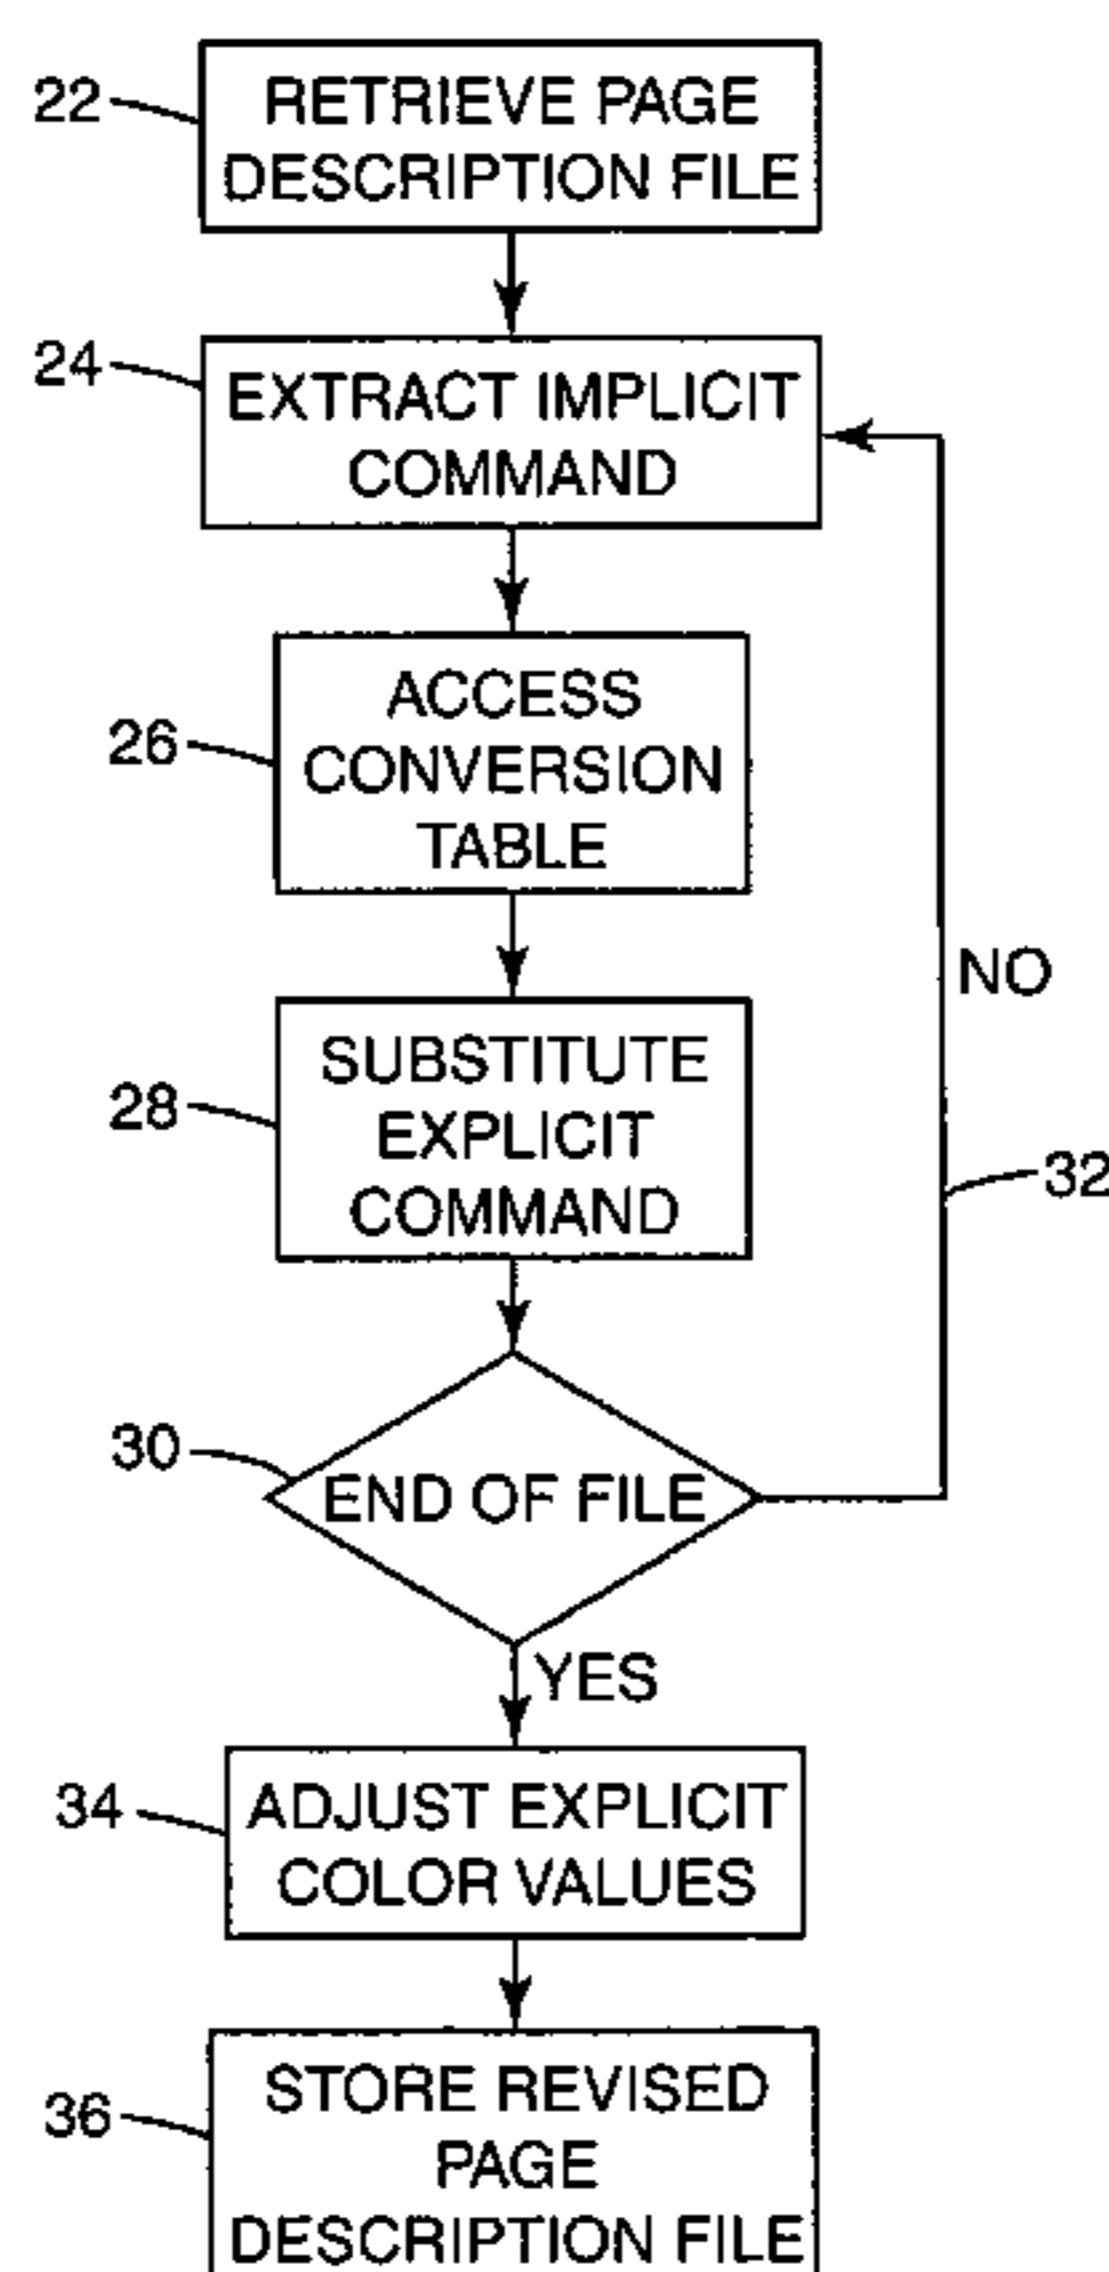 22
RETRIEVE PAGE
DESCRIPTION FILE
24
EXTRACT IMPLICIT
COMMAND
26
ACCESS
CONVERSION
TABLE
NO
28
SUBSTITUTE
EXPLICIT
COMMAND
32
30
END OF FILE
YES
34
ADJUST EXPLICIT
COLOR VALUES
36
STORE REVISED
PAGE
DESCRIPTION FILE